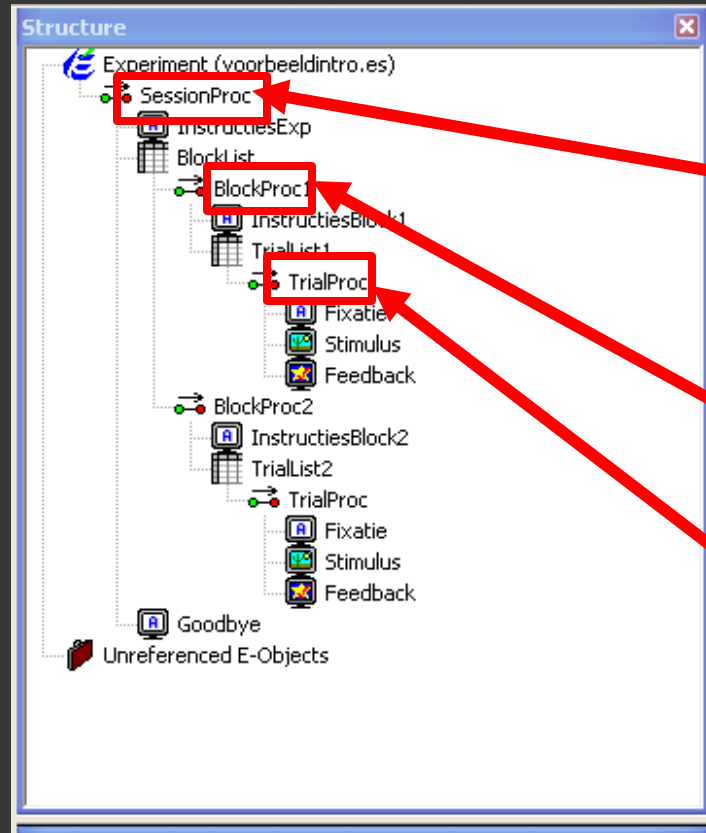 Structure
Experiment (voorbeeldintro.es)
SessionProc
InstructiesExp
BlockList
BlockProc1
InstructiesBlock1
TrialList1
TrialProc
Fixatie
Stimulus
Feedback
BlockProc2
InstructiesBlock2
TrialList2
TrialProc
Fixatie
Stimulus
Feedback
Goodbye
Unreferenced E-Objects